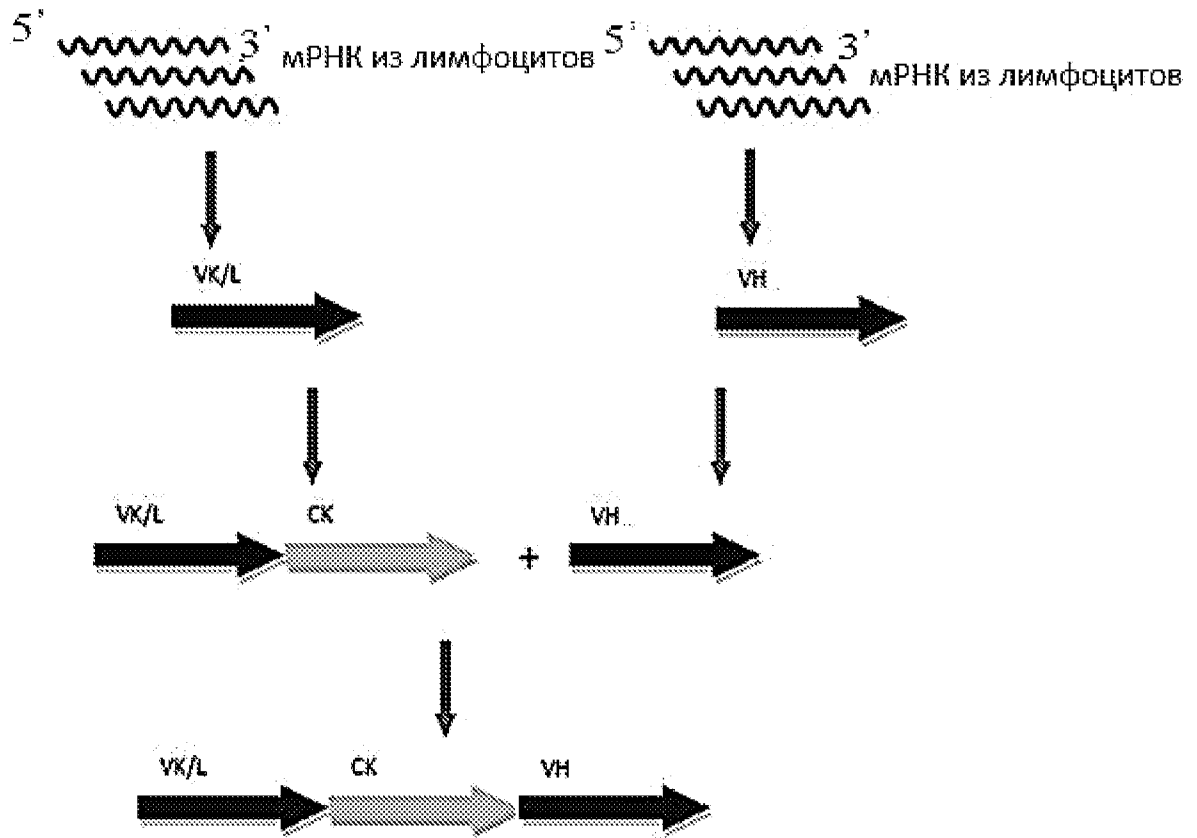 5' 3' мРНК из лимфоцитов
5' 3' мРНК из лимфоцитов
VK/L
VH
VK/L CK + VH
VK/L CK VH